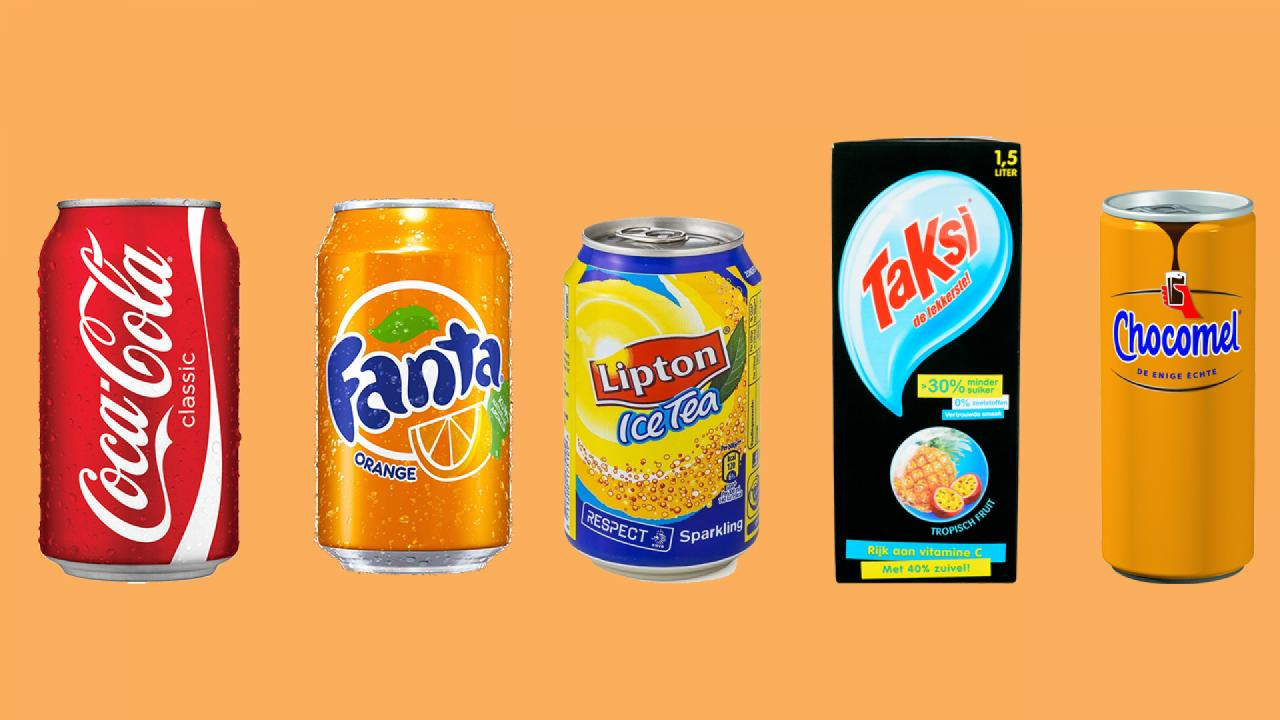 Coca-Cola
classic
Fanta
ORANGE
Lipton
Ice Tea
RESPECT
Sparkling
1,5
LITER
Taksi
de lekkerste!
>30% minder suiker
0% zoetstoffen
Vertrouwde smaak
TROPISCH FRUIT
Rijk aan vitamine C
Met 40% zuivel!
Chocomel
DE ENIGE ECHTE